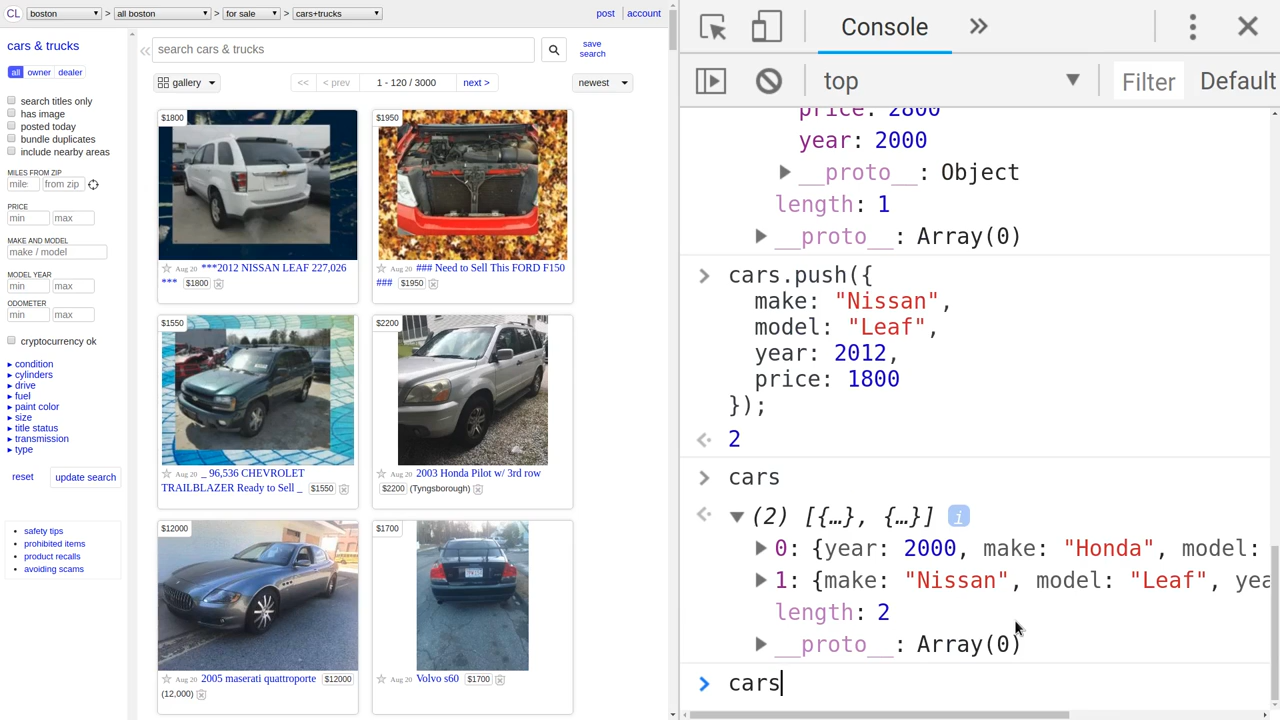 CL boston > all boston > for sale > cars+trucks post account
cars & trucks
all owner dealer
search titles only
has image
posted today
bundle duplicates
include nearby areas
MILES FROM ZIP
mile from zip
PRICE
min max
MAKE AND MODEL
make / model
MODEL YEAR
min max
ODOMETER
min max
cryptocurrency ok
condition
cylinders
drive
fuel
paint color
size
title status
transmission
type
reset update search
safety tips
prohibited items
product recalls
avoiding scams
search cars & trucks
save
search
gallery << < prev 1 - 120 / 3000 next > newest
$1800
Aug 20 ***2012 NISSAN LEAF 227,026
*** $1800
$1950
Aug 20 ### Need to Sell This FORD F150
### $1950
$1550
Aug 20 _ 96,536 CHEVROLET
TRAILBLAZER Ready to Sell _ $1550
$2200
Aug 20 2003 Honda Pilot w/ 3rd row
$2200 (Tyngsborough)
$12000
Aug 20 2005 maserati quattroporte $12000
(12,000)
$1700
Aug 20 Volvo s60 $1700
Console
top Filter Default
price: 2800
year: 2000
__proto__: Object
length: 1
__proto__: Array(0)
cars.push({
make: "Nissan",
model: "Leaf",
year: 2012,
price: 1800
});
2
cars
(2) [{…}, {…}] i
0: {year: 2000, make: "Honda", model:
1: {make: "Nissan", model: "Leaf", yea
length: 2
__proto__: Array(0)
cars